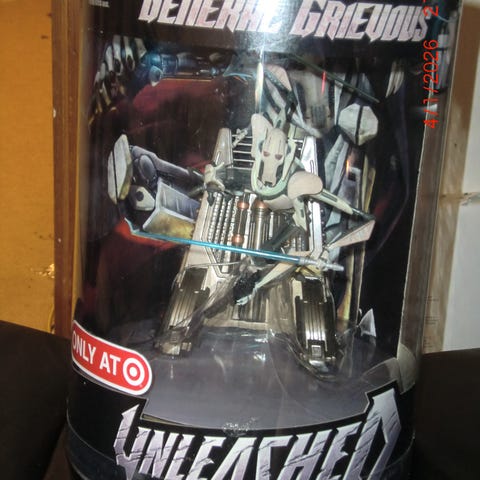 GENERAL GRIEVOUS
4/1/2026
ONLY AT
UNLEASHED